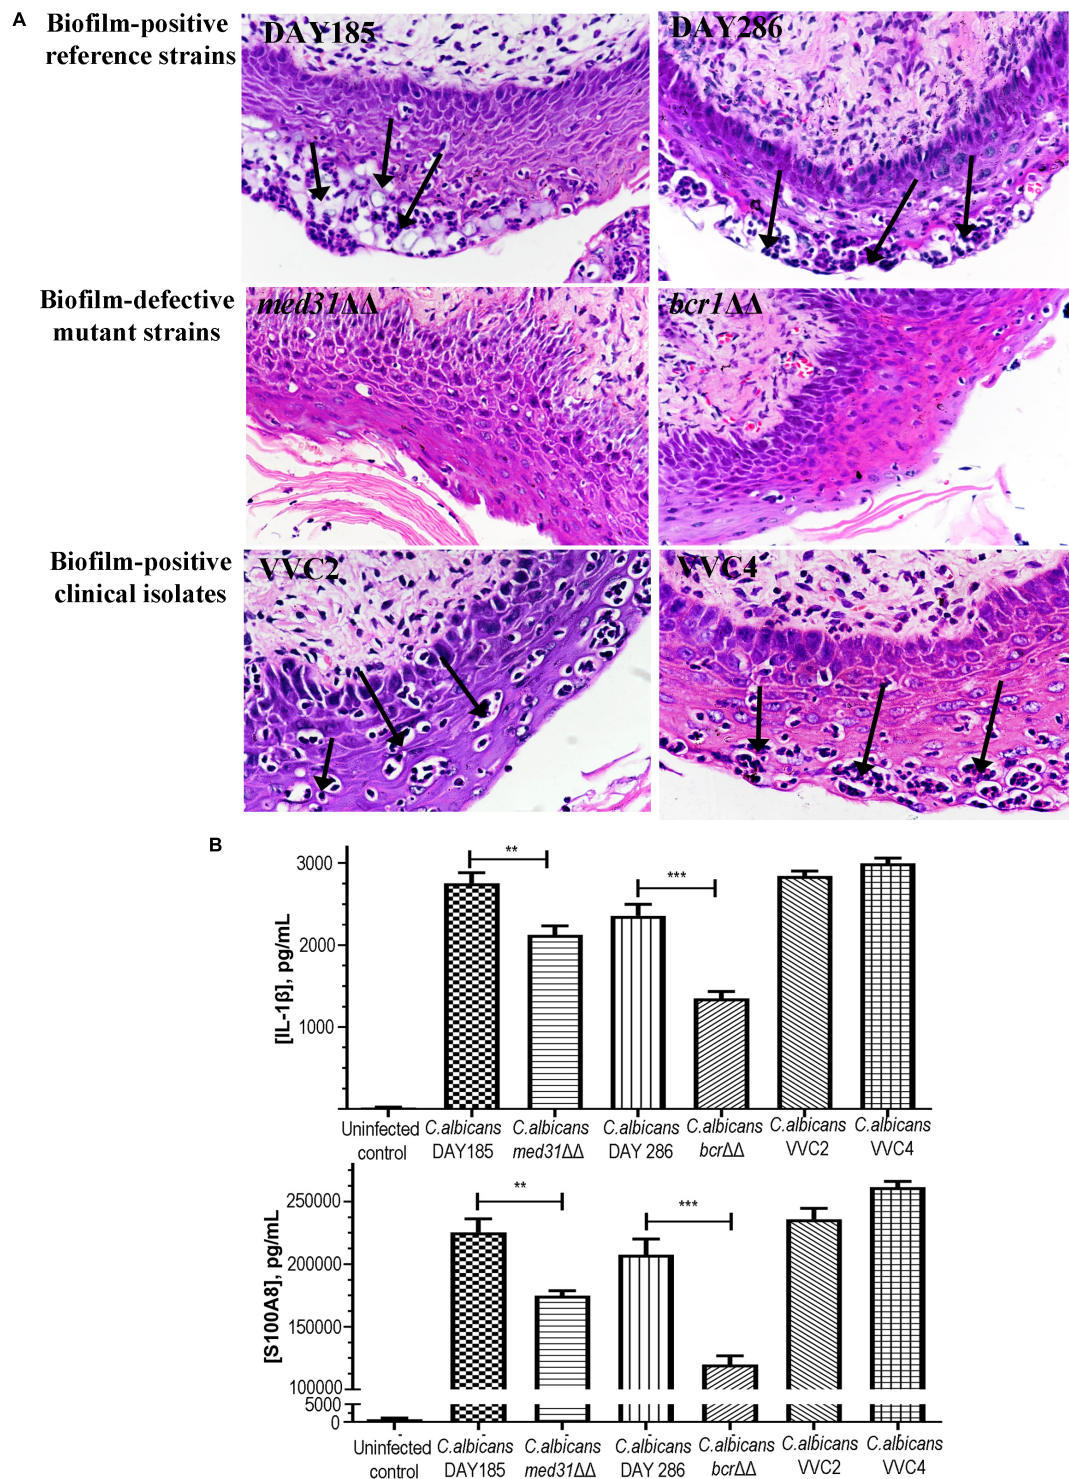 A
Biofilm-positive
reference strains
DAY185
DAY286
Biofilm-defective
mutant strains
med31ΔΔ
bcr1ΔΔ
Biofilm-positive
clinical isolates
VVC2
VVC4
B
[IL-1β], pg/mL
3000
2000
1000
**
***
Uninfected
control
C.albicans
DAY185
C.albicans
med31ΔΔ
C.albicans
DAY 286
C.albicans
bcrΔΔ
C.albicans
VVC2
C.albicans
VVC4
[S100A8], pg/mL
250000
200000
150000
100000
5000
0
**
***
Uninfected
control
C.albicans
DAY185
C.albicans
med31ΔΔ
C.albicans
DAY 286
C.albicans
bcrΔΔ
C.albicans
VVC2
C.albicans
VVC4